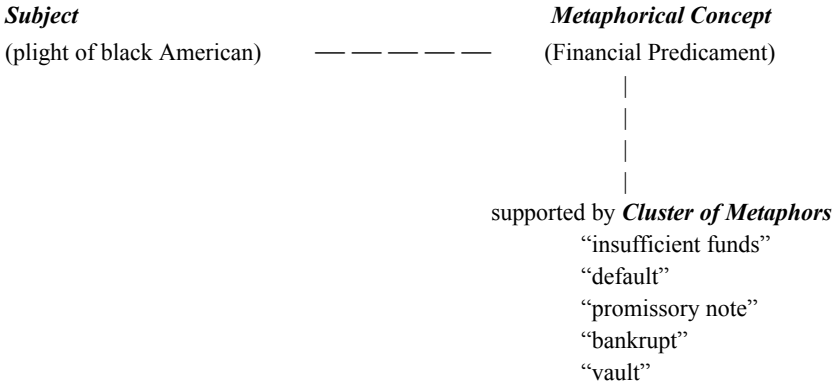 Subject Metaphorical Concept
(plight of black American) — — — — — (Financial Predicament)
|
|
|
|
supported by Cluster of Metaphors
“insufficient funds”
“default”
“promissory note”
“bankrupt”
“vault”